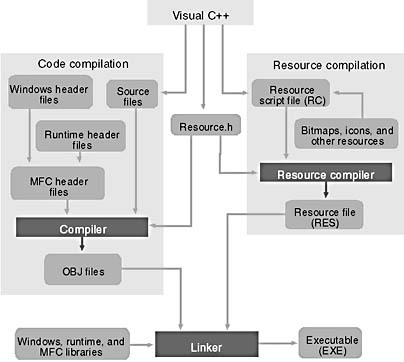 Visual C++
Code compilation
Windows header
files
Source
files
Runtime header
files
MFC header
files
Compiler
OBJ files
Resource.h
Resource compilation
Resource
script file (RC)
Bitmaps, icons, and
other resources
Resource compiler
Resource file
(RES)
Windows, runtime, and
MFC libraries
Linker
Executable
(EXE)